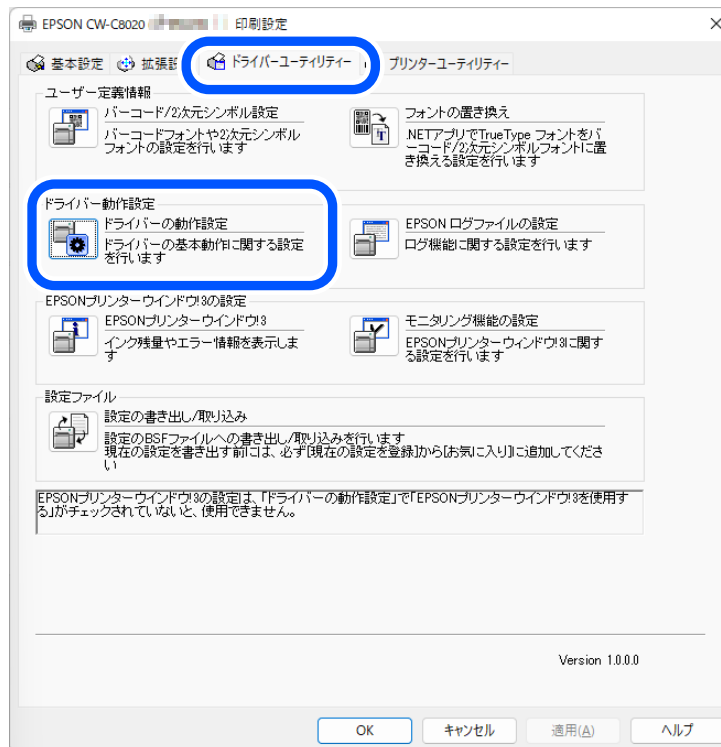 EPSON CW-C8020 印刷設定
基本設定 拡張設 ドライバーユーティリティー プリンターユーティリティー
ユーザー定義情報
バーコード/2次元シンボル設定
バーコードフォントや2次元シンボル
フォントの設定を行います
フォントの置き換え
.NETアプリでTrueType フォントをバ
ーコード/2次元シンボルフォントに置
き換える設定を行います
ドライバー動作設定
ドライバーの動作設定
ドライバーの基本動作に関する設定
を行います
EPSON ログファイルの設定
ログ機能に関する設定を行います
EPSONプリンターウインドウ!3の設定
EPSONプリンターウインドウ!3
インク残量やエラー情報を表示しま
す
モニタリング機能の設定
EPSONプリンターウィンドウ!3に関す
る設定を行います
設定ファイル
設定の書き出し/取り込み
設定のBSFファイルへの書き出し/取り込みを行います
現在の設定を書き出す前には、必ず[現在の設定を登録]から[お気に入り]に追加してくださ
い
EPSONプリンターウインドウ!3の設定は、「ドライバーの動作設定」で「EPSONプリンターウインドウ!3を使用す
る」がチェックされていないと、使用できません。
Version 1.0.0.0
OK キャンセル 適用(A) ヘルプ